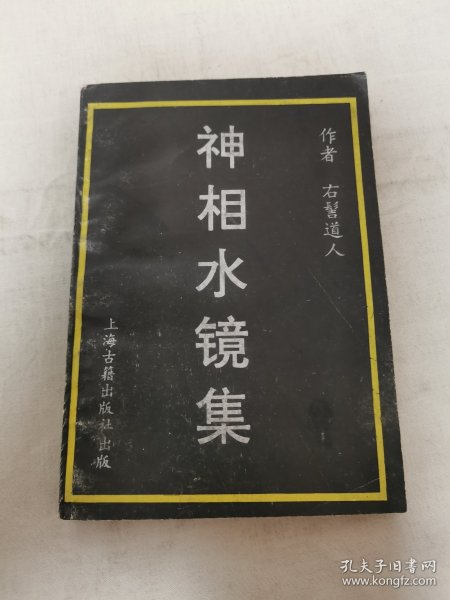 作者 右髻道人
神相水镜集
上海古籍出版社出版
孔夫子旧书网
www.kongfz.com